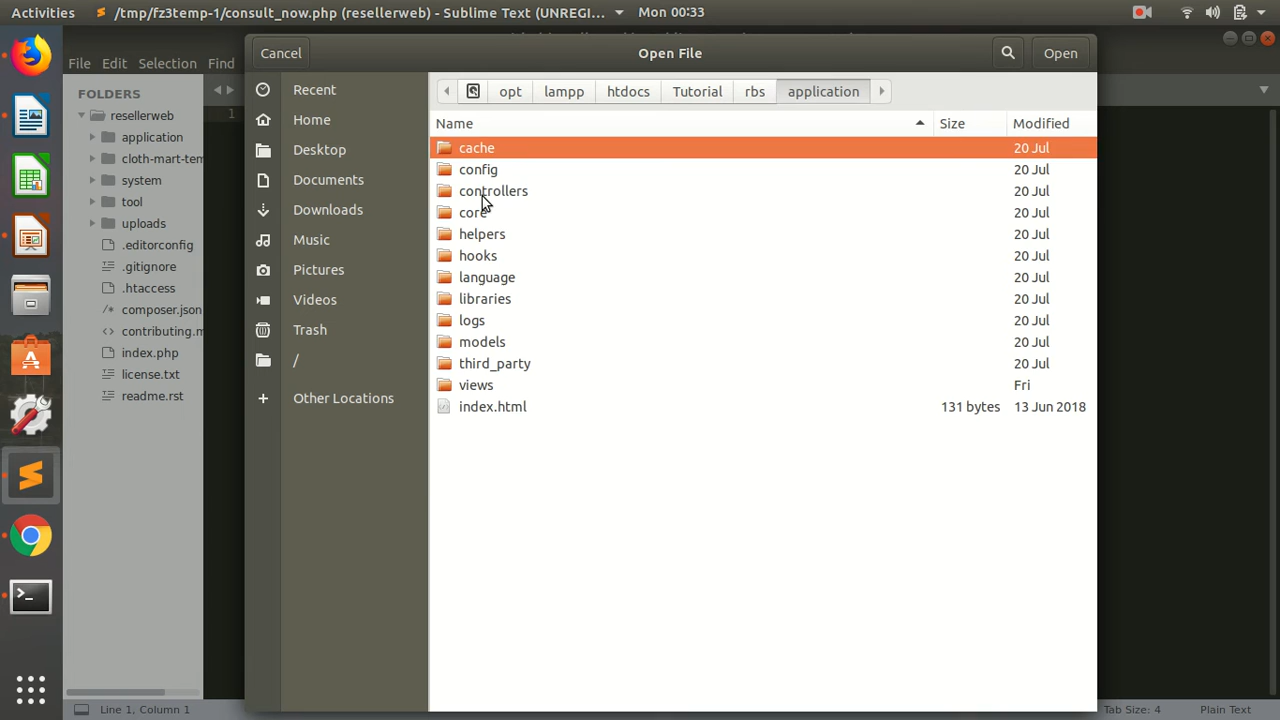 Activities
/tmp/fz3temp-1/consult_now.php (resellerweb) - Sublime Text (UNREGI...
Mon 00:33
File Edit Selection Find
Cancel
Open File
Open
FOLDERS
resellerweb
application
cloth-mart-tem
system
tool
uploads
.editorconfig
.gitignore
.htaccess
composer.json
contributing.m
index.php
license.txt
readme.rst
1
Recent
Home
Desktop
Documents
Downloads
Music
Pictures
Videos
Trash
/
Other Locations
opt lampp htdocs Tutorial rbs application
Name Size Modified
cache 20 Jul
config 20 Jul
controllers 20 Jul
core 20 Jul
helpers 20 Jul
hooks 20 Jul
language 20 Jul
libraries 20 Jul
logs 20 Jul
models 20 Jul
third_party 20 Jul
views Fri
index.html 131 bytes 13 Jun 2018
Line 1, Column 1
Tab Size: 4
Plain Text